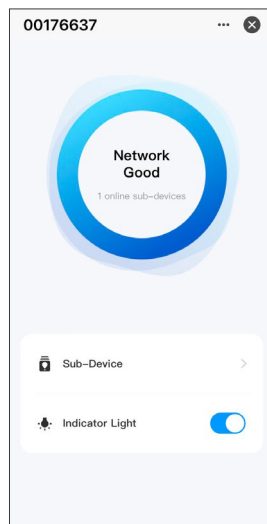 00176637
Network
Good
1 online sub-devices
Sub-Device
Indicator Light